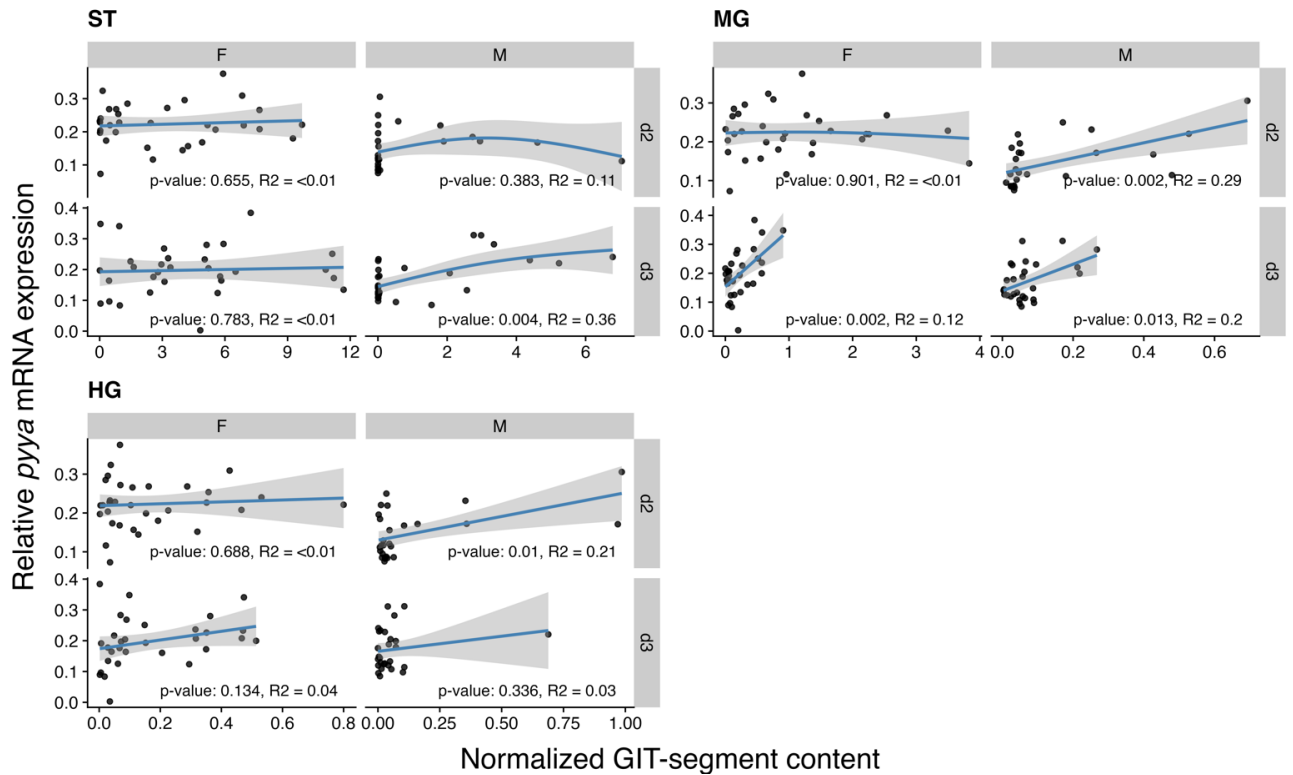 ST
F
M
0.3
0.2
0.1
p-value: 0.655, R2 = <0.01
p-value: 0.383, R2 = 0.11
d2
0.4
0.3
0.2
0.1
0.0
p-value: 0.783, R2 = <0.01
p-value: 0.004, R2 = 0.36
d3
0 3 6 9 12
0 2 4 6
MG
F
M
0.3
0.2
0.1
p-value: 0.901, R2 = <0.01
p-value: 0.002, R2 = 0.29
d2
0.4
0.3
0.2
0.1
0.0
p-value: 0.002, R2 = 0.12
p-value: 0.013, R2 = 0.2
d3
0 1 2 3 4
0.0 0.2 0.4 0.6
HG
F
M
0.3
0.2
0.1
p-value: 0.688, R2 = <0.01
p-value: 0.01, R2 = 0.21
d2
0.4
0.3
0.2
0.1
0.0
p-value: 0.134, R2 = 0.04
p-value: 0.336, R2 = 0.03
d3
0.0 0.2 0.4 0.6 0.8
0.00 0.25 0.50 0.75 1.00
Relative pyya mRNA expression
Normalized GIT-segment content